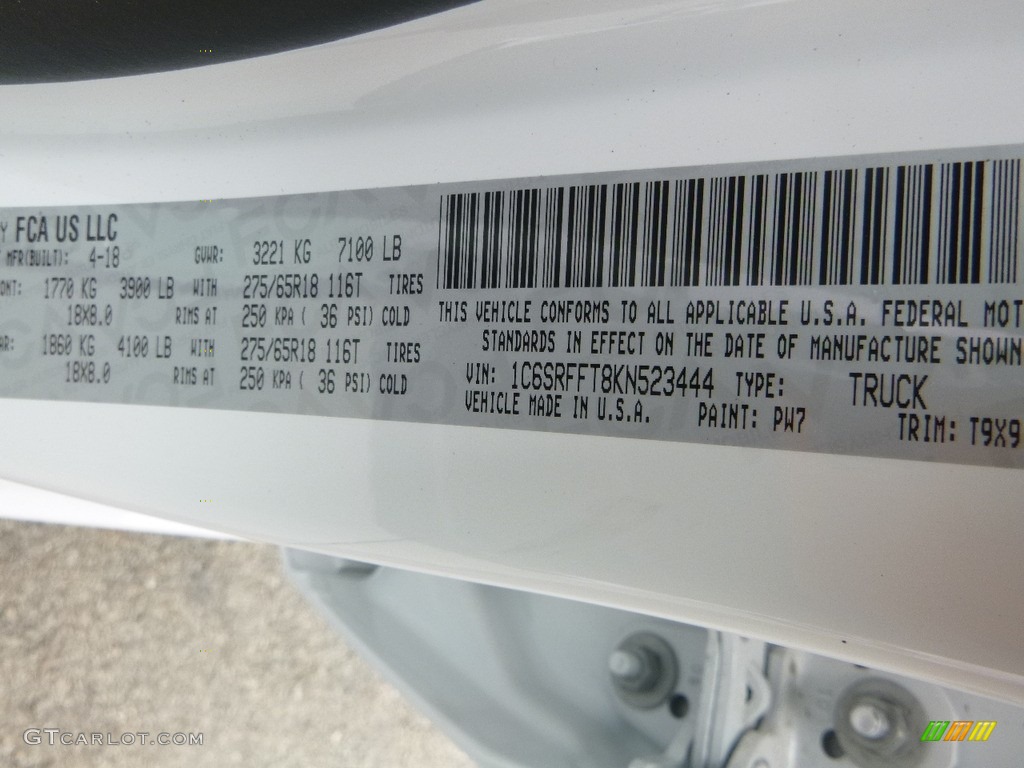 Y FCA US LLC
MFR(BUILT): 4-18 GVWR: 3221 KG 7100 LB
ONT: 1770 KG 3900 LB WITH 275/65R18 116T TIRES
18X8.0 RIMS AT 250 KPA ( 36 PSI) COLD
AR: 1860 KG 4100 LB WITH 275/65R18 116T TIRES
18X8.0 RIMS AT 250 KPA ( 36 PSI) COLD
THIS VEHICLE CONFORMS TO ALL APPLICABLE U.S.A. FEDERAL MOT
STANDARDS IN EFFECT ON THE DATE OF MANUFACTURE SHOWN
VIN: 1C6SRFFT8KN523444 TYPE: TRUCK
VEHICLE MADE IN U.S.A. PAINT: PW7 TRIM: T9X9
GTCARLOT.COM